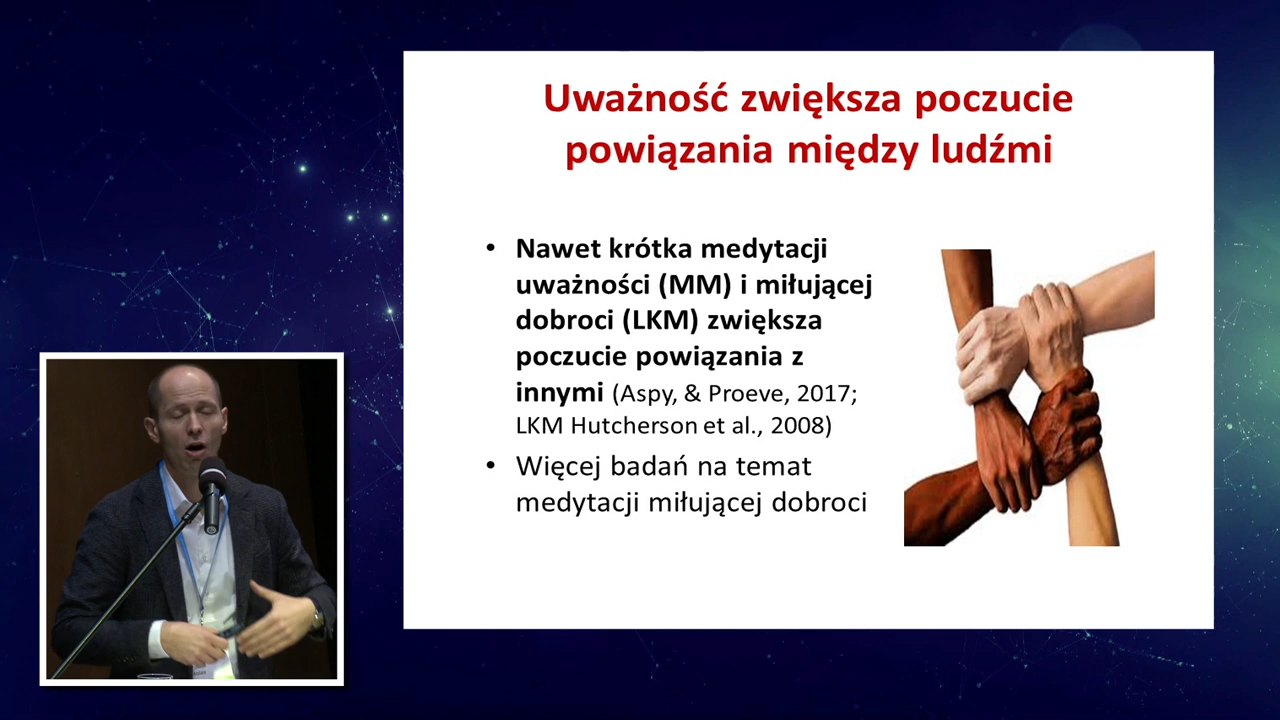 Uważność zwiększa poczucie
powiązania między ludźmi
• Nawet krótka medytacji
uważności (MM) i miłującej
dobroci (LKM) zwiększa
poczucie powiązania z
innymi (Aspy, & Proeve, 2017;
LKM Hutcherson et al., 2008)
• Więcej badań na temat
medytacji miłującej dobroci